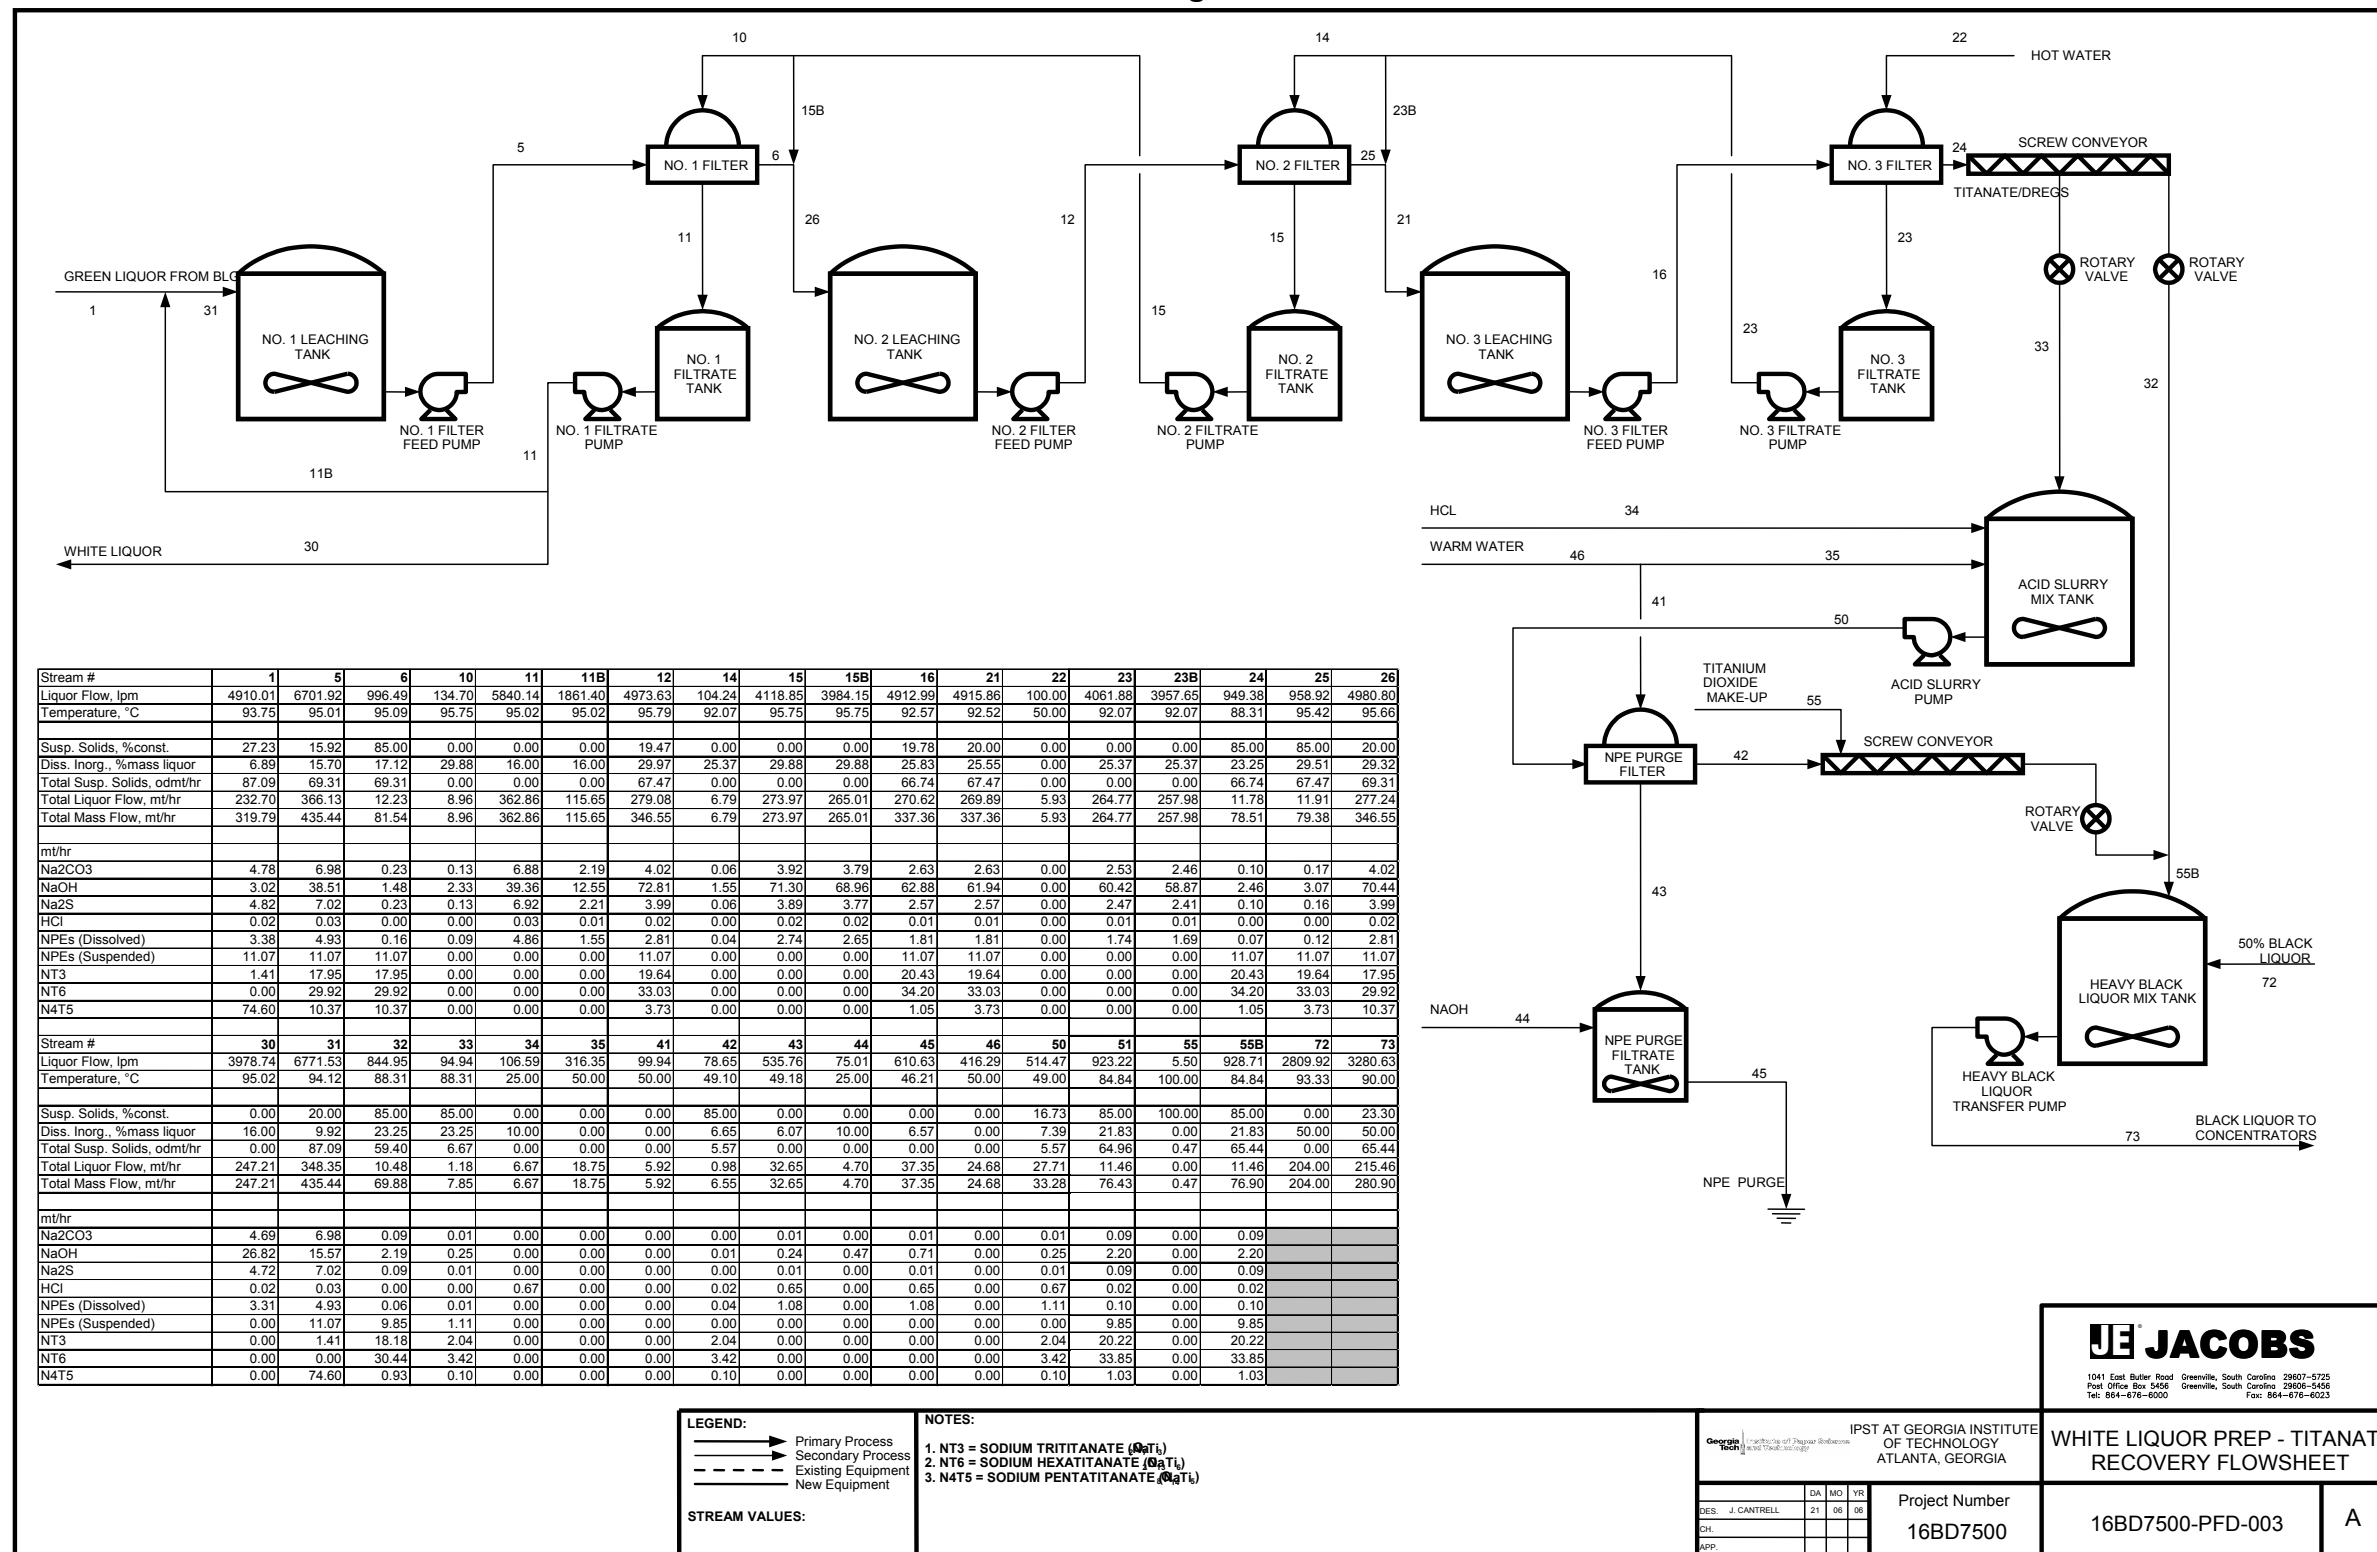 10
14
22
HOT WATER
15B
23B
5
NO. 1 FILTER
6
NO. 2 FILTER
25
NO. 3 FILTER
24
SCREW CONVEYOR
TITANATE/DREGS
26
12
21
11
15
23
16
ROTARY
VALVE
ROTARY
VALVE
GREEN LIQUOR FROM BLG
1
31
15
23
33
32
NO. 1 LEACHING
TANK
NO. 1
FILTRATE
TANK
NO. 2 LEACHING
TANK
NO. 2
FILTRATE
TANK
NO. 3 LEACHING
TANK
NO. 3
FILTRATE
TANK
NO. 1 FILTER
FEED PUMP
NO. 1 FILTRATE
PUMP
NO. 2 FILTER
FEED PUMP
NO. 2 FILTRATE
PUMP
NO. 3 FILTER
FEED PUMP
NO. 3 FILTRATE
PUMP
11
11B
30
WHITE LIQUOR
HCL
34
WARM WATER
46
35
41
50
ACID SLURRY
MIX TANK
ACID SLURRY
PUMP
TITANIUM
DIOXIDE
MAKE-UP
55
SCREW CONVEYOR
NPE PURGE
FILTER
42
ROTARY
VALVE
55B
43
50% BLACK
LIQUOR
72
HEAVY BLACK
LIQUOR MIX TANK
NAOH
44
NPE PURGE
FILTRATE
TANK
45
HEAVY BLACK
LIQUOR
TRANSFER PUMP
73
BLACK LIQUOR TO
CONCENTRATORS
NPE PURGE
Stream # 1 5 6 10 11 11B 12 14 15 15B 16 21 22 23 23B 24 25 26
Liquor Flow, lpm 4910.01 6701.92 996.49 134.70 5840.14 1861.40 4973.63 104.24 4118.85 3984.15 4912.99 4915.86 100.00 4061.88 3957.65 949.38 958.92 4980.80
Temperature, °C 93.75 95.01 95.09 95.75 95.02 95.02 95.79 92.07 95.75 95.75 92.57 92.52 50.00 92.07 92.07 88.31 95.42 95.66
Susp. Solids, %const. 27.23 15.92 85.00 0.00 0.00 0.00 19.47 0.00 0.00 0.00 19.78 20.00 0.00 0.00 0.00 85.00 85.00 20.00
Diss. Inorg., %mass liquor 6.89 15.70 17.12 29.88 16.00 16.00 29.97 25.37 29.88 29.88 25.83 25.55 0.00 25.37 25.37 23.25 29.51 29.32
Total Susp. Solids, odmt/hr 87.09 69.31 69.31 0.00 0.00 0.00 67.47 0.00 0.00 0.00 66.74 67.47 0.00 0.00 0.00 66.74 67.47 69.31
Total Liquor Flow, mt/hr 232.70 366.13 12.23 8.96 362.86 115.65 279.08 6.79 273.97 265.01 270.62 269.89 5.93 264.77 257.98 11.78 11.91 277.24
Total Mass Flow, mt/hr 319.79 435.44 81.54 8.96 362.86 115.65 346.55 6.79 273.97 265.01 337.36 337.36 5.93 264.77 257.98 78.51 79.38 346.55
mt/hr
Na2CO3 4.78 6.98 0.23 0.13 6.88 2.19 4.02 0.06 3.92 3.79 2.63 2.63 0.00 2.53 2.46 0.10 0.17 4.02
NaOH 3.02 38.51 1.48 2.33 39.36 12.55 72.81 1.55 71.30 68.96 62.88 61.94 0.00 60.42 58.87 2.46 3.07 70.44
Na2S 4.82 7.02 0.23 0.13 6.92 2.21 3.99 0.06 3.89 3.77 2.57 2.57 0.00 2.47 2.41 0.10 0.16 3.99
HCl 0.02 0.03 0.00 0.00 0.03 0.01 0.02 0.00 0.02 0.02 0.01 0.01 0.00 0.01 0.01 0.00 0.00 0.02
NPEs (Dissolved) 3.38 4.93 0.16 0.09 4.86 1.55 2.81 0.04 2.74 2.65 1.81 1.81 0.00 1.74 1.69 0.07 0.12 2.81
NPEs (Suspended) 11.07 11.07 11.07 0.00 0.00 0.00 11.07 0.00 0.00 0.00 11.07 11.07 0.00 0.00 0.00 11.07 11.07 11.07
NT3 1.41 17.95 17.95 0.00 0.00 0.00 19.64 0.00 0.00 0.00 20.43 19.64 0.00 0.00 0.00 20.43 19.64 17.95
NT6 0.00 29.92 29.92 0.00 0.00 0.00 33.03 0.00 0.00 0.00 34.20 33.03 0.00 0.00 0.00 34.20 33.03 29.92
N4T5 74.60 10.37 10.37 0.00 0.00 0.00 3.73 0.00 0.00 0.00 1.05 3.73 0.00 0.00 0.00 1.05 3.73 10.37
Stream # 30 31 32 33 34 35 41 42 43 44 45 46 50 51 55 55B 72 73
Liquor Flow, lpm 3978.74 6771.53 844.95 94.94 106.59 316.35 99.94 78.65 535.76 75.01 610.63 416.29 514.47 923.22 5.50 928.71 2809.92 3280.63
Temperature, °C 95.02 94.12 88.31 88.31 25.00 50.00 50.00 49.10 49.18 25.00 46.21 50.00 49.00 84.84 100.00 84.84 93.33 90.00
Susp. Solids, %const. 0.00 20.00 85.00 85.00 0.00 0.00 0.00 85.00 0.00 0.00 0.00 0.00 16.73 85.00 100.00 85.00 0.00 23.30
Diss. Inorg., %mass liquor 16.00 9.92 23.25 23.25 10.00 0.00 0.00 6.65 6.07 10.00 6.57 0.00 7.39 21.83 0.00 21.83 50.00 50.00
Total Susp. Solids, odmt/hr 0.00 87.09 59.40 6.67 0.00 0.00 0.00 5.57 0.00 0.00 0.00 0.00 5.57 64.96 0.47 65.44 0.00 65.44
Total Liquor Flow, mt/hr 247.21 348.35 10.48 1.18 6.67 18.75 5.92 0.98 32.65 4.70 37.35 24.68 27.71 11.46 0.00 11.46 204.00 215.46
Total Mass Flow, mt/hr 247.21 435.44 69.88 7.85 6.67 18.75 5.92 6.55 32.65 4.70 37.35 24.68 33.28 76.43 0.47 76.90 204.00 280.90
mt/hr
Na2CO3 4.69 6.98 0.09 0.01 0.00 0.00 0.00 0.00 0.01 0.00 0.01 0.00 0.01 0.09 0.00 0.09
NaOH 26.82 15.57 2.19 0.25 0.00 0.00 0.00 0.01 0.24 0.47 0.71 0.00 0.25 2.20 0.00 2.20
Na2S 4.72 7.02 0.09 0.01 0.00 0.00 0.00 0.00 0.01 0.00 0.01 0.00 0.01 0.09 0.00 0.09
HCl 0.02 0.03 0.00 0.00 0.67 0.00 0.00 0.02 0.65 0.00 0.65 0.00 0.67 0.02 0.00 0.02
NPEs (Dissolved) 3.31 4.93 0.06 0.01 0.00 0.00 0.00 0.04 1.08 0.00 1.08 0.00 1.11 0.10 0.00 0.10
NPEs (Suspended) 0.00 11.07 9.85 1.11 0.00 0.00 0.00 0.00 0.00 0.00 0.00 0.00 0.00 9.85 0.00 9.85
NT3 0.00 1.41 18.18 2.04 0.00 0.00 0.00 2.04 0.00 0.00 0.00 0.00 2.04 20.22 0.00 20.22
NT6 0.00 0.00 30.44 3.42 0.00 0.00 0.00 3.42 0.00 0.00 0.00 0.00 3.42 33.85 0.00 33.85
N4T5 0.00 74.60 0.93 0.10 0.00 0.00 0.00 0.10 0.00 0.00 0.00 0.00 0.10 1.03 0.00 1.03
LEGEND:
Primary Process
Secondary Process
Existing Equipment
New Equipment
STREAM VALUES:
NOTES:
1. NT3 = SODIUM TRITITANATE
2. NT6 = SODIUM HEXATITANATE
3. N4T5 = SODIUM PENTATITANATE
JE JACOBS
1041 East Butler Road Greenville, South Carolina 29607-5725
Post Office Box 5456 Greenville, South Carolina 29606-5456
Tel: 864-676-6000 Fax: 864-676-6023
Georgia Tech Institute of Paper Science and Technology
IPST AT GEORGIA INSTITUTE
OF TECHNOLOGY
ATLANTA, GEORGIA
WHITE LIQUOR PREP - TITANAT
RECOVERY FLOWSHEET
DA MO YR
DES. J. CANTRELL 21 06 06
CH.
APP.
Project Number
16BD7500
16BD7500-PFD-003
A